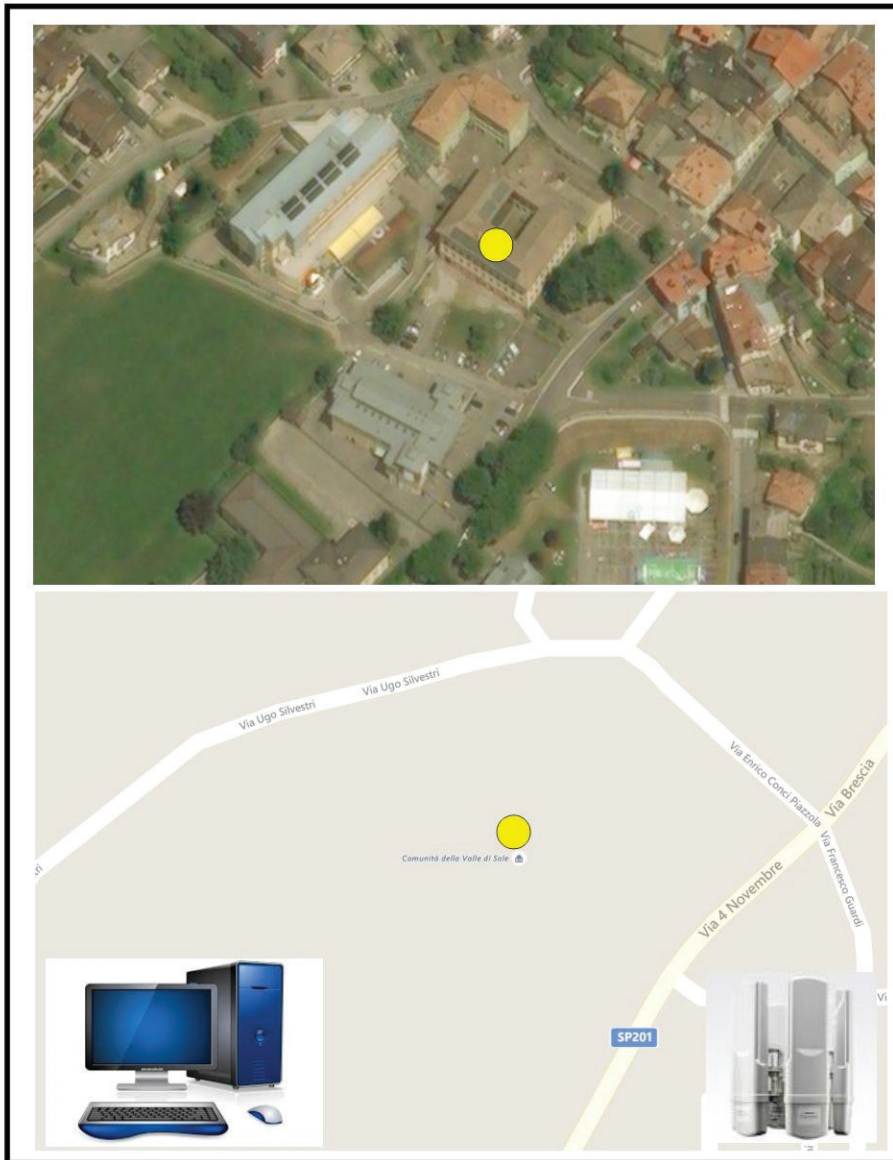 Via Ugo Silvestri
Via Ugo Silvestri
Via Enrico Conci Piazzola
Via Brescia
Via Francesco Guardi
Comunità della Valle di Sole
Via 4 Novembre
SP201
Vi